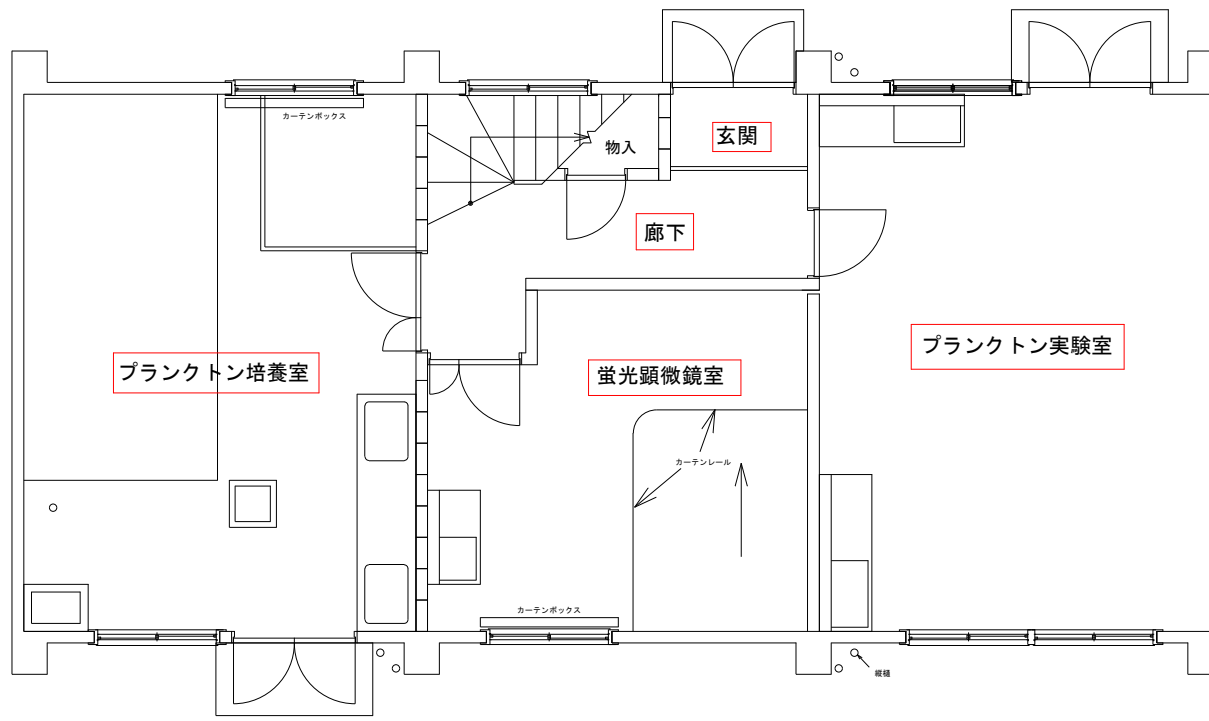 カーテンボックス
物入
玄関
廊下
プランクトン実験室
プランクトン培養室
蛍光顕微鏡室
カーテンレール
カーテンボックス
縦樋